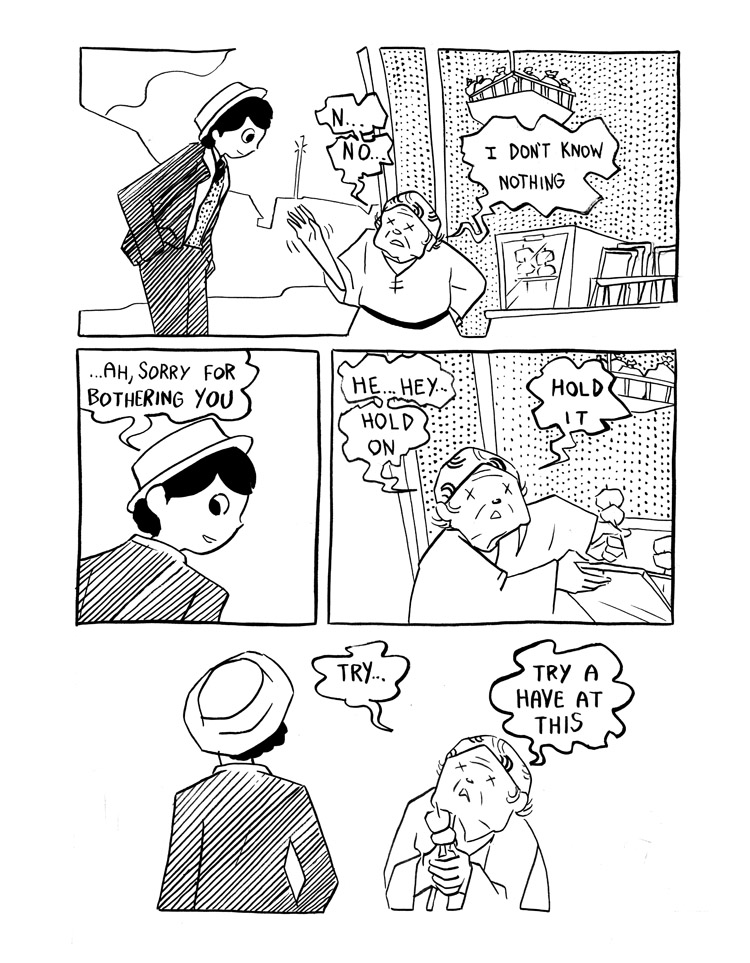 N...
NO...
I DON'T KNOW
NOTHING
...AH, SORRY FOR
BOTHERING YOU
HE...HEY..
HOLD
ON
HOLD
IT
TRY...
TRY A
HAVE AT
THIS